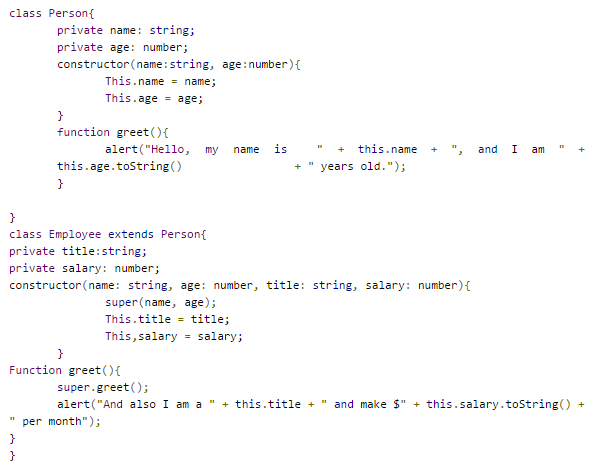 class Person{
private name: string;
private age: number;
constructor(name:string, age:number){
This.name = name;
This.age = age;
}
function greet(){
alert("Hello, my name is " + this.name + ", and I am " +
this.age.toString() + " years old.");
}
}
class Employee extends Person{
private title:string;
private salary: number;
constructor(name: string, age: number, title: string, salary: number){
super(name, age);
This.title = title;
This,salary = salary;
}
Function greet(){
super.greet();
alert("And also I am a " + this.title + " and make $" + this.salary.toString() +
" per month");
}
}